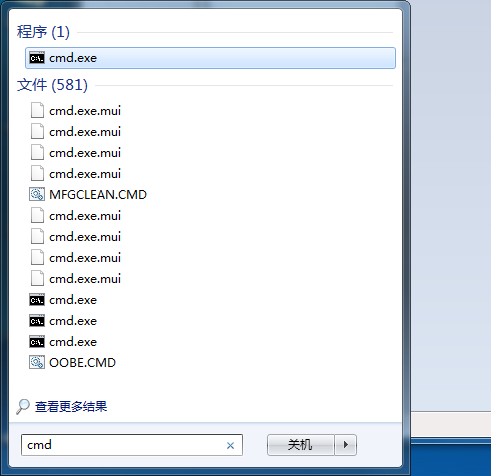 程序 (1)
cmd.exe
文件 (581)
cmd.exe.mui
cmd.exe.mui
cmd.exe.mui
cmd.exe.mui
MFGCLEAN.CMD
cmd.exe.mui
cmd.exe.mui
cmd.exe.mui
cmd.exe.mui
cmd.exe
cmd.exe
cmd.exe
OOBE.CMD
查看更多结果
cmd
关机